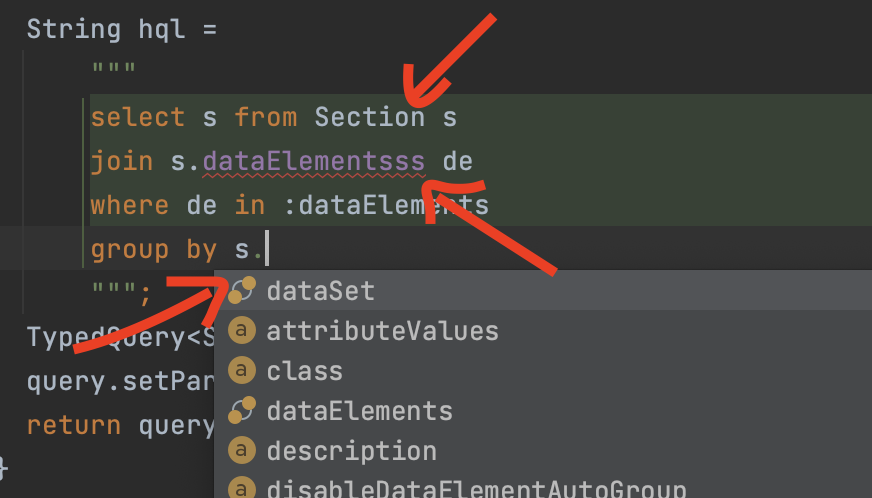 String hql =
"""
select s from Section s
join s.dataElementsss de
where de in :dataElements
group by s.
""";
dataSet
TypedQuery<S
attributeValues
query.setPar
class
return query
dataElements
description
}
disableDataElementAutoGroup